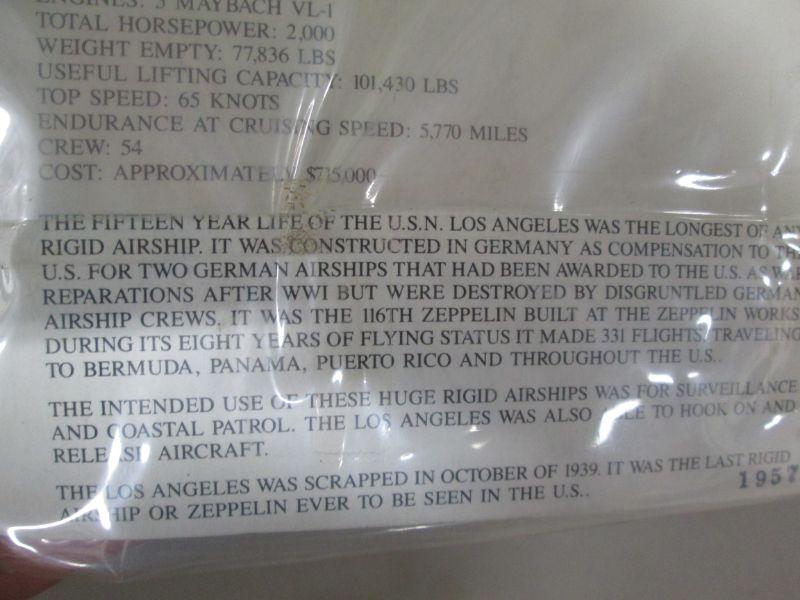 ENGINES: 5 MAYBACH VL-1
TOTAL HORSEPOWER: 2,000
WEIGHT EMPTY: 77,836 LBS
USEFUL LIFTING CAPACITY: 101,430 LBS
TOP SPEED: 65 KNOTS
ENDURANCE AT CRUISING SPEED: 5,770 MILES
CREW: 54
COST: APPROXIMATELY $715,000
THE FIFTEEN YEAR LIFE OF THE U.S.N. LOS ANGELES WAS THE LONGEST OF ANY
RIGID AIRSHIP. IT WAS CONSTRUCTED IN GERMANY AS COMPENSATION TO THE
U.S. FOR TWO GERMAN AIRSHIPS THAT HAD BEEN AWARDED TO THE U.S. AS WAR
REPARATIONS AFTER WWI BUT WERE DESTROYED BY DISGRUNTLED GERMAN
AIRSHIP CREWS. IT WAS THE 116TH ZEPPELIN BUILT AT THE ZEPPELIN WORKS
DURING ITS EIGHT YEARS OF FLYING STATUS IT MADE 331 FLIGHTS, TRAVELING
TO BERMUDA, PANAMA, PUERTO RICO AND THROUGHOUT THE U.S..
THE INTENDED USE OF THESE HUGE RIGID AIRSHIPS WAS FOR SURVEILLANCE
AND COASTAL PATROL. THE LOS ANGELES WAS ALSO ABLE TO HOOK ON AND
RELEASE AIRCRAFT.
THE LOS ANGELES WAS SCRAPPED IN OCTOBER OF 1939. IT WAS THE LAST RIGID
AIRSHIP OR ZEPPELIN EVER TO BE SEEN IN THE U.S..
1957